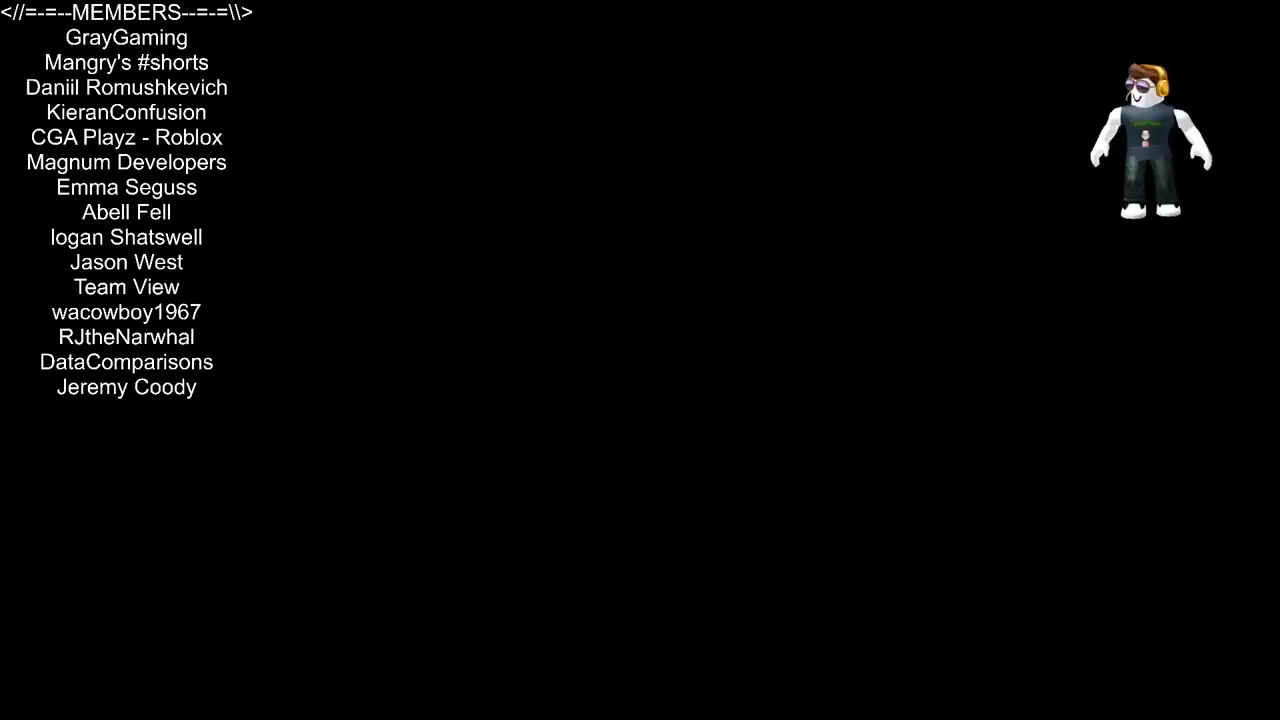 <//=-=--MEMBERS--=-=\\>
GrayGaming
Mangry's #shorts
Daniil Romushkevich
KieranConfusion
CGA Playz - Roblox
Magnum Developers
Emma Seguss
Abell Fell
logan Shatswell
Jason West
Team View
wacowboy1967
RJtheNarwhal
DataComparisons
Jeremy Coody